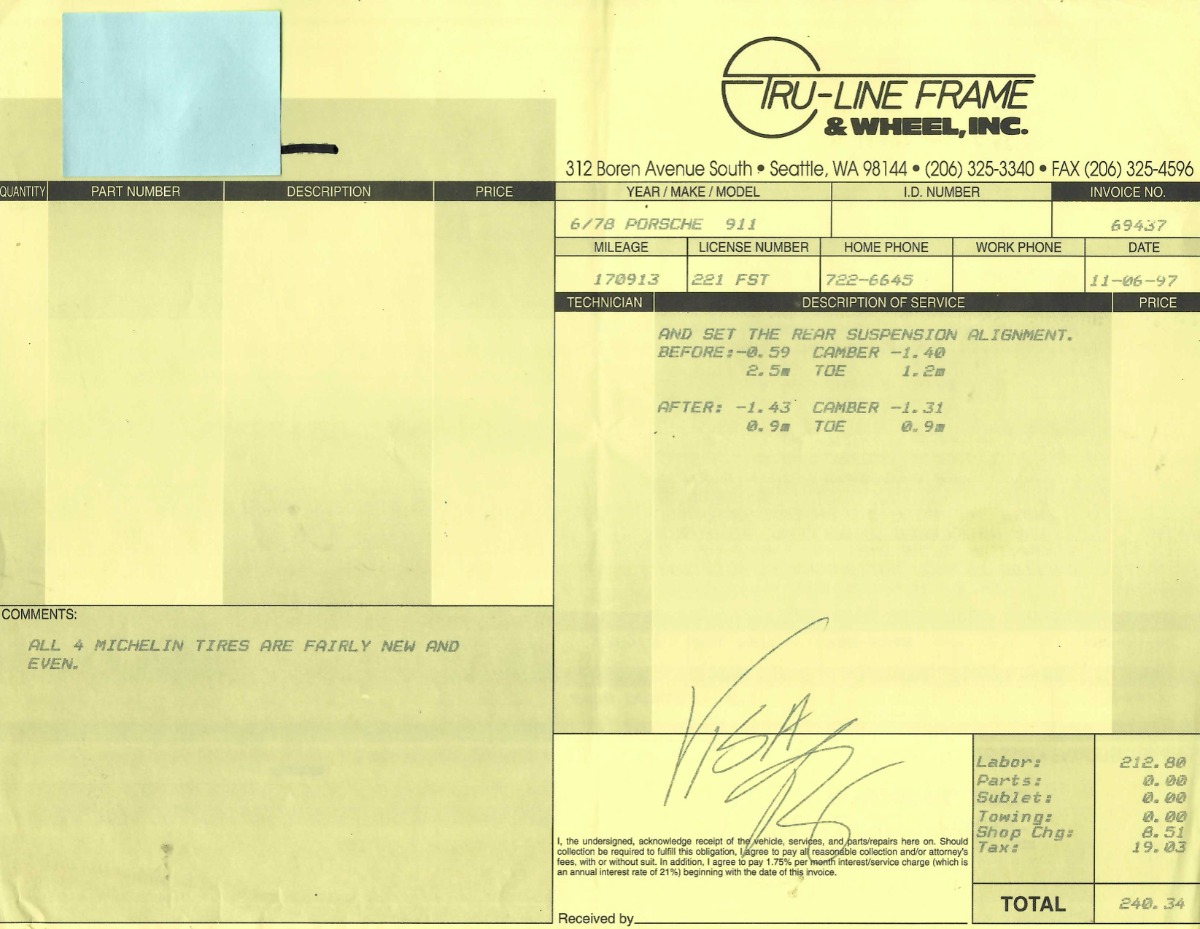 TRU-LINE FRAME
& WHEEL, INC.
312 Boren Avenue South • Seattle, WA 98144 • (206) 325-3340 • FAX (206) 325-4596
QUANTITY PART NUMBER DESCRIPTION PRICE
YEAR / MAKE / MODEL I.D. NUMBER INVOICE NO.
6/78 PORSCHE 911 69437
MILEAGE LICENSE NUMBER HOME PHONE WORK PHONE DATE
170913 221 FST 722-6645 11-06-97
TECHNICIAN DESCRIPTION OF SERVICE PRICE
AND SET THE REAR SUSPENSION ALIGNMENT.
BEFORE:-0.59 CAMBER -1.40
2.5m TOE 1.2m
AFTER: -1.43 CAMBER -1.31
0.9m TOE 0.9m
COMMENTS:
ALL 4 MICHELIN TIRES ARE FAIRLY NEW AND
EVEN.
VISA
Labor: 212.80
Parts: 0.00
Sublet: 0.00
Towing: 0.00
Shop Chg: 8.51
Tax: 19.03
I, the undersigned, acknowledge receipt of the vehicle, services, and parts/repairs here on. Should
collection be required to fulfill this obligation, I agree to pay all reasonable collection and/or attorney's
fees, with or without suit. In addition, I agree to pay 1.75% per month interest/service charge (which is
an annual interest rate of 21%) beginning with the date of this invoice.
TOTAL 240.34
Received by